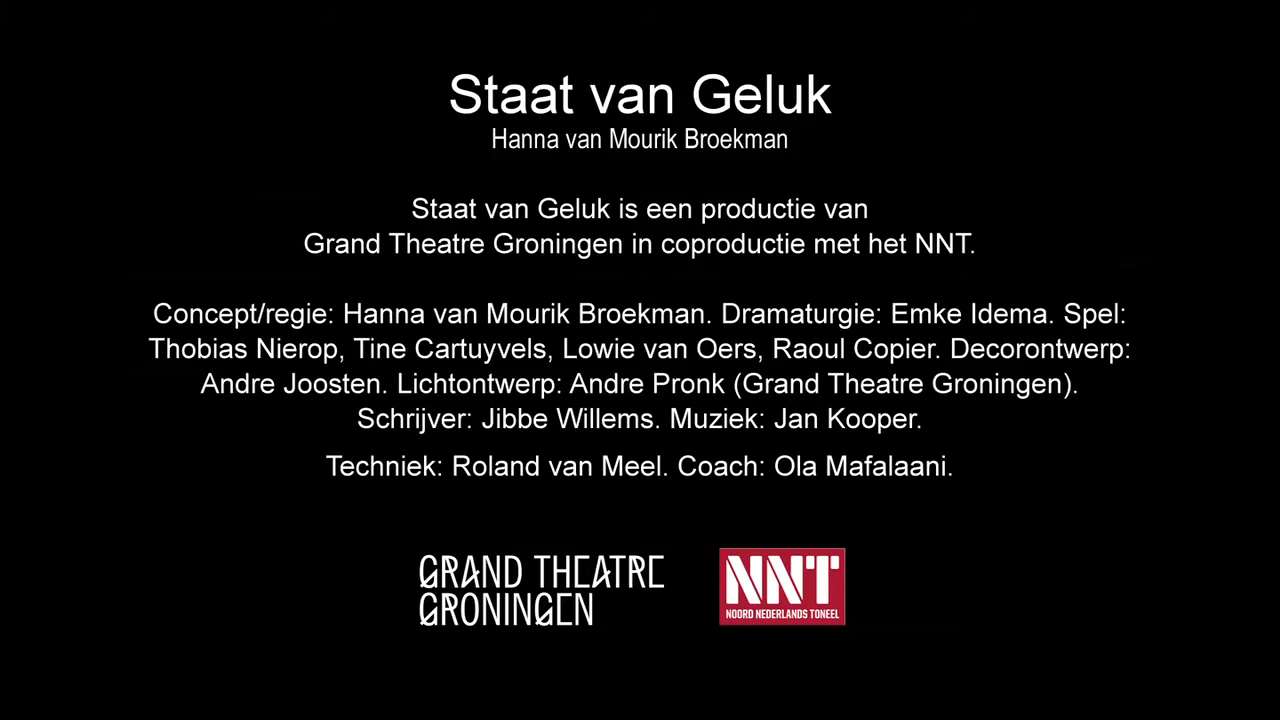 Staat van Geluk
Hanna van Mourik Broekman
Staat van Geluk is een productie van
Grand Theatre Groningen in coproductie met het NNT.
Concept/regie: Hanna van Mourik Broekman. Dramaturgie: Emke Idema. Spel:
Thobias Nierop, Tine Cartuyvels, Lowie van Oers, Raoul Copier. Decorontwerp:
Andre Joosten. Lichtontwerp: Andre Pronk (Grand Theatre Groningen).
Schrijver: Jibbe Willems. Muziek: Jan Kooper.
Techniek: Roland van Meel. Coach: Ola Mafalaani.
GRAND THEATRE
GRONINGEN
NNT
NOORD NEDERLANDS TONEEL